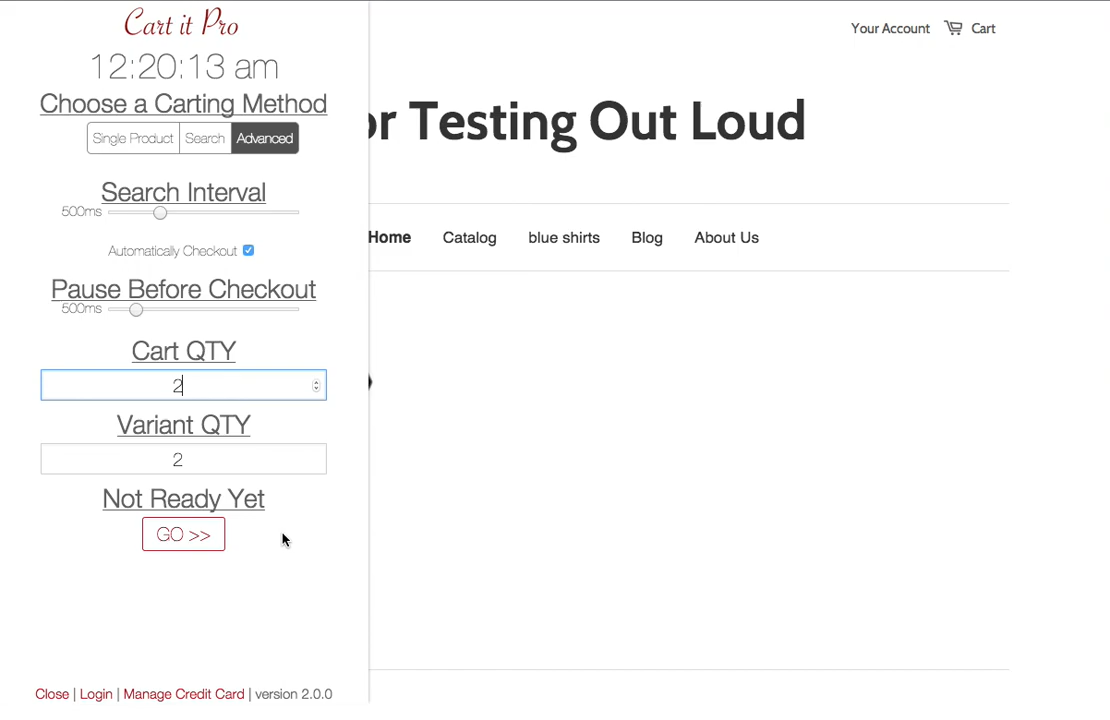 Cart it Pro
12:20:13 am
Choose a Carting Method
Single Product Search Advanced
Search Interval
500ms
Automatically Checkout
Pause Before Checkout
500ms
Cart QTY
2
Variant QTY
2
Not Ready Yet
GO >>
Close | Login | Manage Credit Card | version 2.0.0
Your Account Cart
or Testing Out Loud
Home Catalog blue shirts Blog About Us